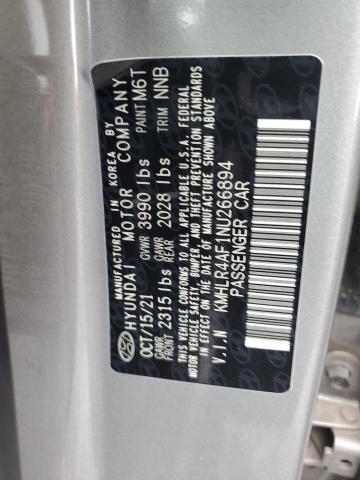 MANUFACTURED IN KOREA BY
HYUNDAI MOTOR COMPANY
OCT/15/21 GVWR 3990 lbs PAINT M6T
GAWR FRONT 2315 lbs GAWR REAR 2028 lbs TRIM NNB
THIS VEHICLE CONFORMS TO ALL APPLICABLE U.S.A. FEDERAL
MOTOR VEHICLE SAFETY, BUMPER, AND THEFT PREVENTION STANDARDS
IN EFFECT ON THE DATE OF MANUFACTURE SHOWN ABOVE
V.I.N KMHLR4AF1NU266894
PASSENGER CAR